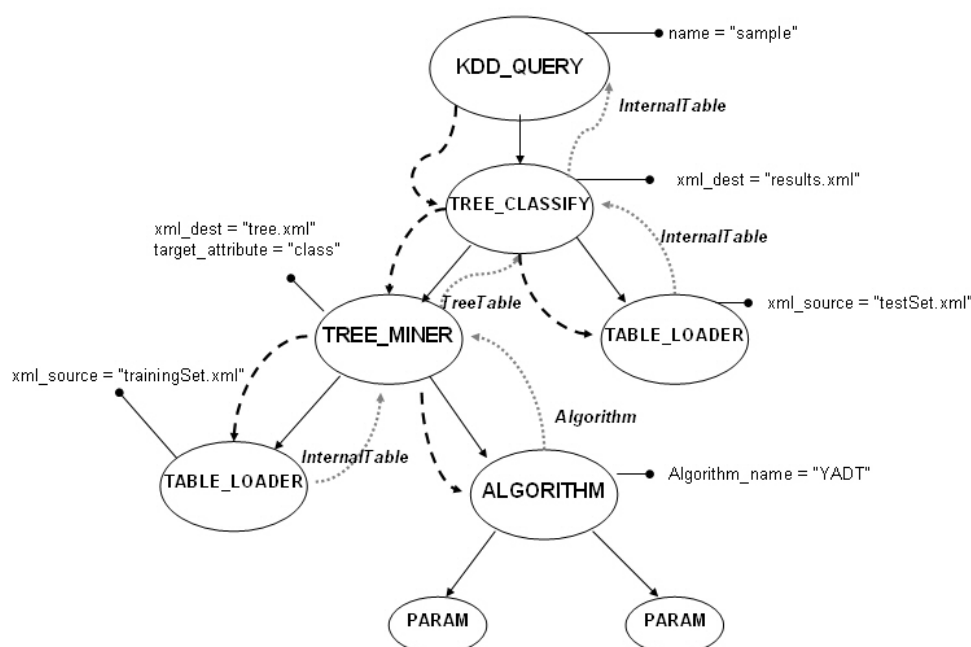 name = "sample"
KDD_QUERY
InternalTable
xml_dest = "results.xml"
TREE_CLASSIFY
xml_dest = "tree.xml"
target_attribute = "class"
InternalTable
TreeTable
xml_source = "testSet.xml"
TREE_MINER
TABLE_LOADER
xml_source = "trainingSet.xml"
Algorithm
InternalTable
TABLE_LOADER
ALGORITHM
Algorithm_name = "YADT"
PARAM
PARAM